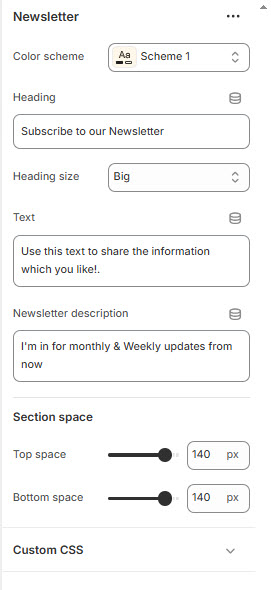 Newsletter
Color scheme
Aa
Scheme 1
Heading
Subscribe to our Newsletter
Heading size
Big
Text
Use this text to share the information
which you like!.
Newsletter description
I'm in for monthly & Weekly updates from
now
Section space
Top space
140 px
Bottom space
140 px
Custom CSS